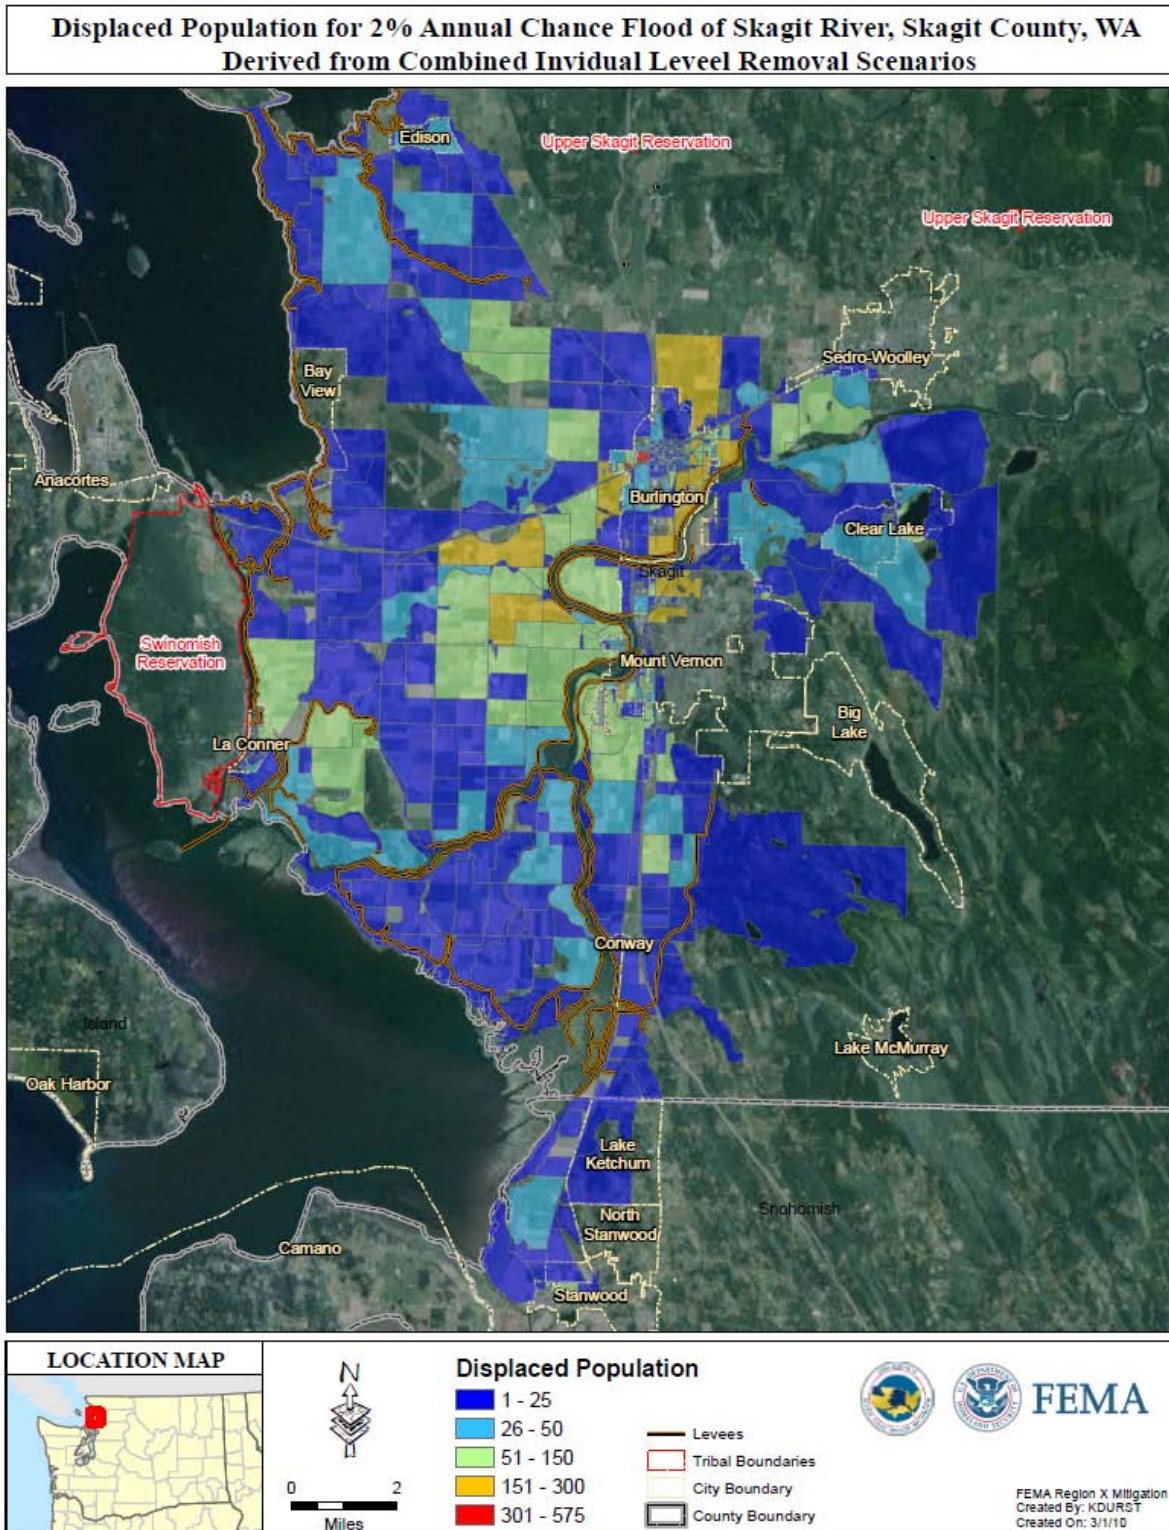 Displaced Population for 2% Annual Chance Flood of Skagit River, Skagit County, WA
Derived from Combined Invidual Leveel Removal Scenarios
Edison
Upper Skagit Reservation
Upper Skagit Reservation
Sedro-Woolley
Bay
View
Anacortes
Burlington
Clear Lake
Skagit
Swinomish
Reservation
Mount Vernon
Big
Lake
La Conner
Conway
Island
Lake McMurray
Oak Harbor
Lake
Ketchum
Snohomish
North
Stanwood
Camano
Stanwood
LOCATION MAP
N
0 2
Miles
Displaced Population
1 - 25
26 - 50
51 - 150
151 - 300
301 - 575
Levees
Tribal Boundaries
City Boundary
County Boundary
FEMA
FEMA Region X Mitigation
Created By: KDURST
Created On: 3/1/10